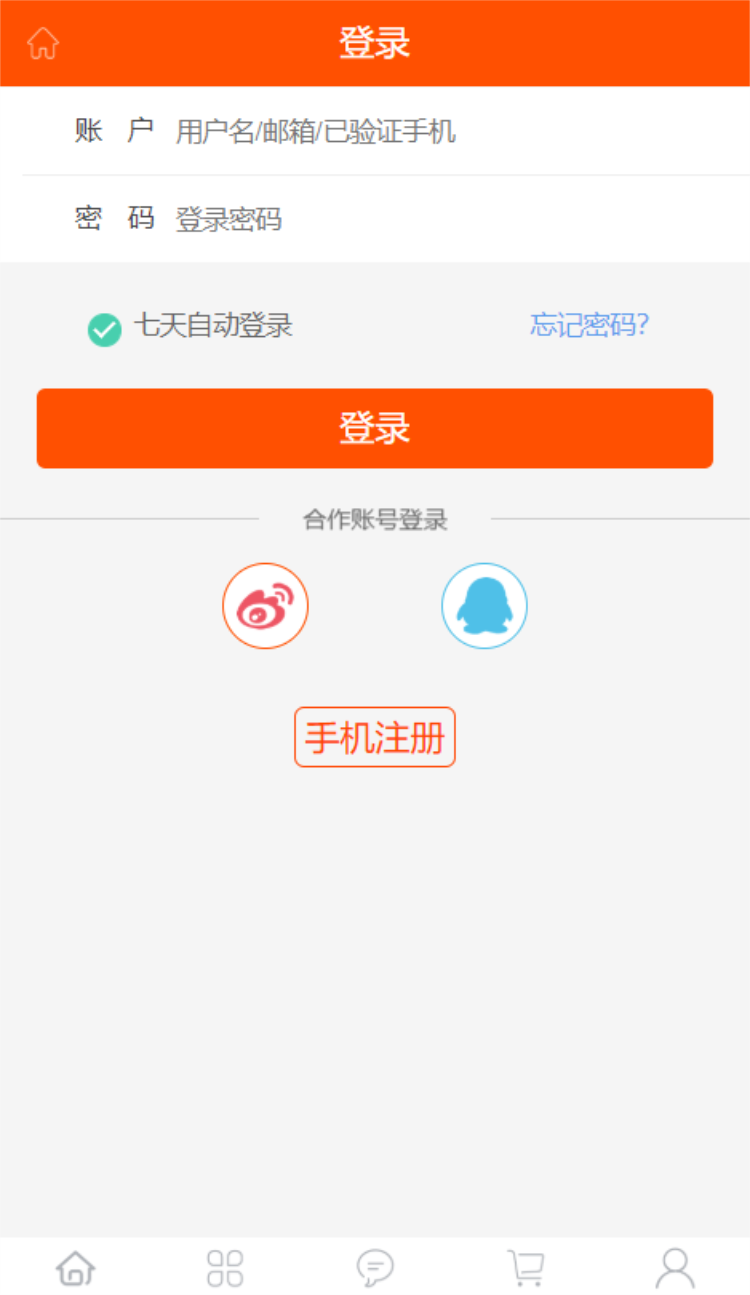 登录
账 户 用户名/邮箱/已验证手机
密 码 登录密码
七天自动登录 忘记密码?
登录
合作账号登录
手机注册